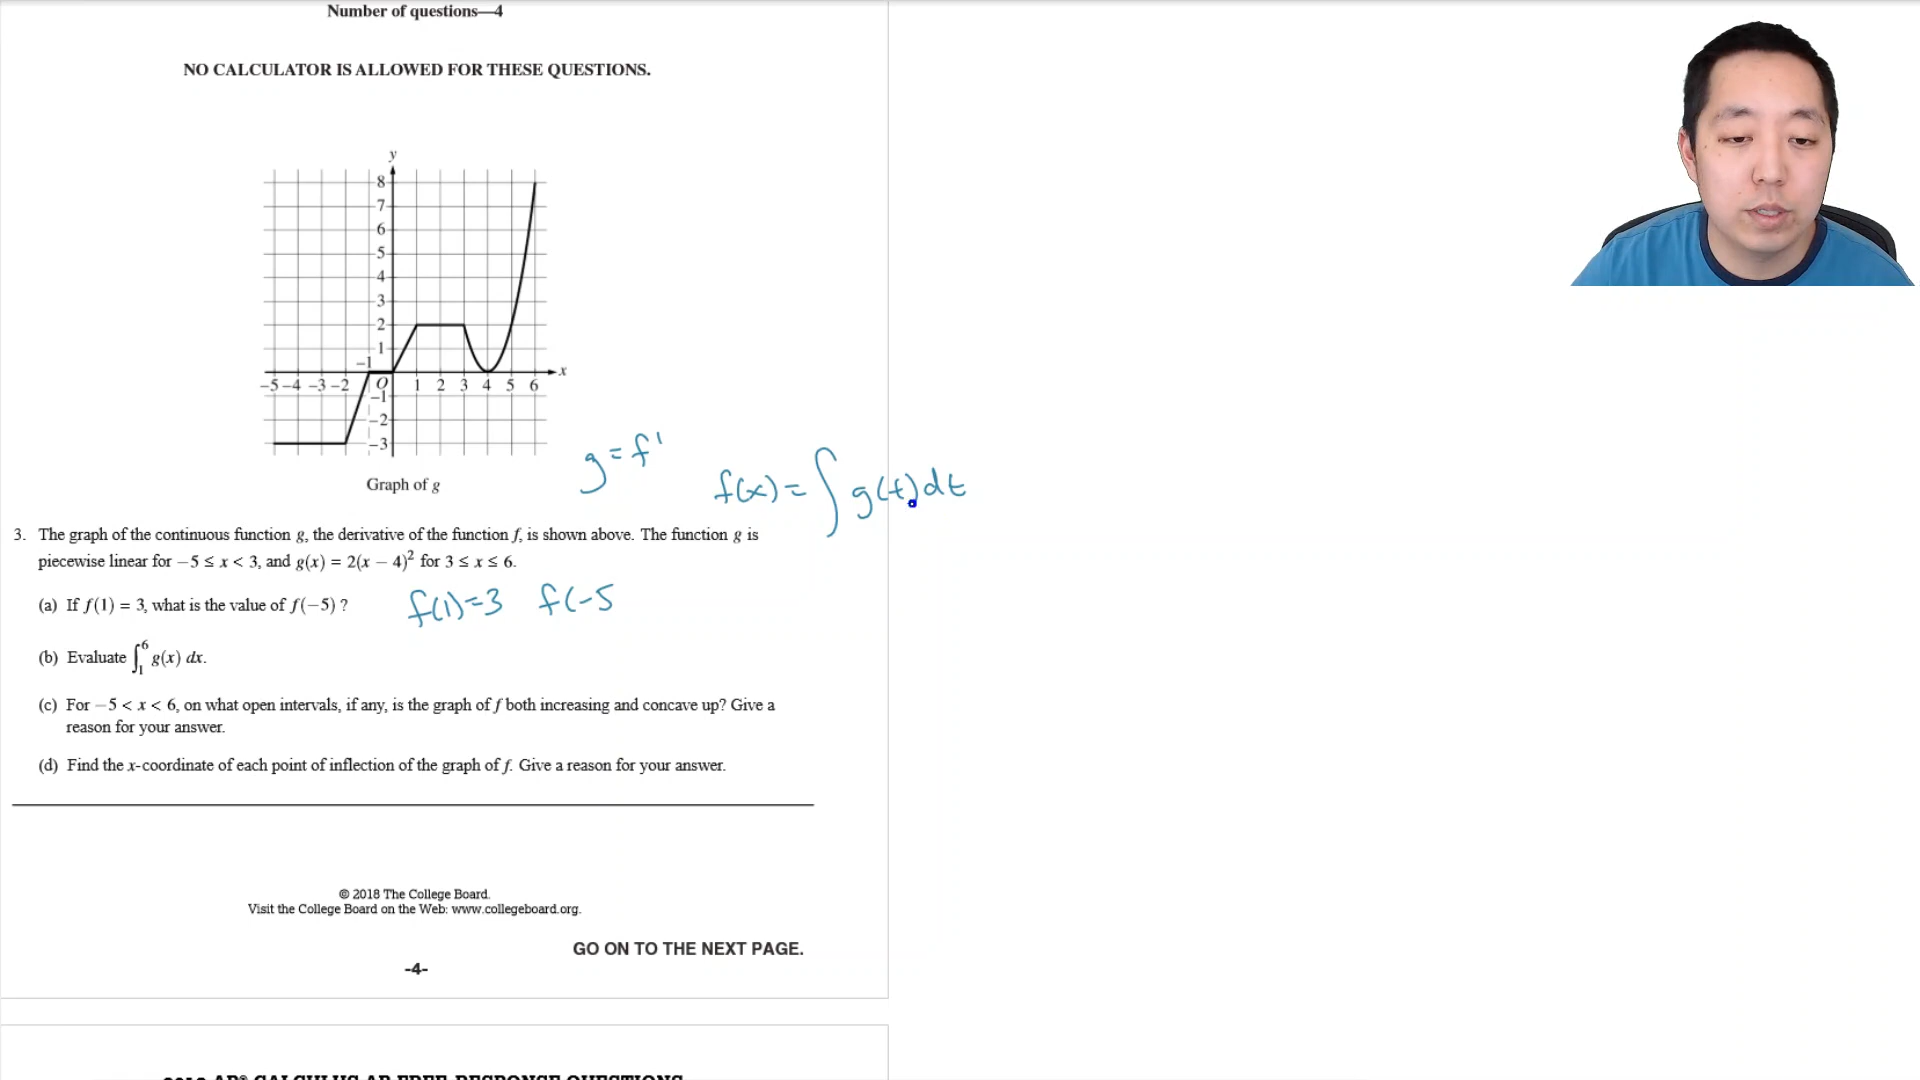 Number of questions—4
NO CALCULATOR IS ALLOWED FOR THESE QUESTIONS.
y
8
7
6
5
4
3
2
1
−1
x
−5 −4 −3 −2 O 1 2 3 4 5 6
−1
−2
−3
Graph of g
g = f'
f(x) = ∫ g(t) dt
3. The graph of the continuous function g, the derivative of the function f, is shown above. The function g is
piecewise linear for −5 ≤ x < 3, and g(x) = 2(x − 4)² for 3 ≤ x ≤ 6.
(a) If f(1) = 3, what is the value of f(−5) ?
f(1)=3 f(-5
(b) Evaluate ∫₁⁶ g(x) dx.
(c) For −5 < x < 6, on what open intervals, if any, is the graph of f both increasing and concave up? Give a
reason for your answer.
(d) Find the x-coordinate of each point of inflection of the graph of f. Give a reason for your answer.
© 2018 The College Board.
Visit the College Board on the Web: www.collegeboard.org.
GO ON TO THE NEXT PAGE.
-4-
2018 AP® CALCULUS AB FREE-RESPONSE QUESTIONS